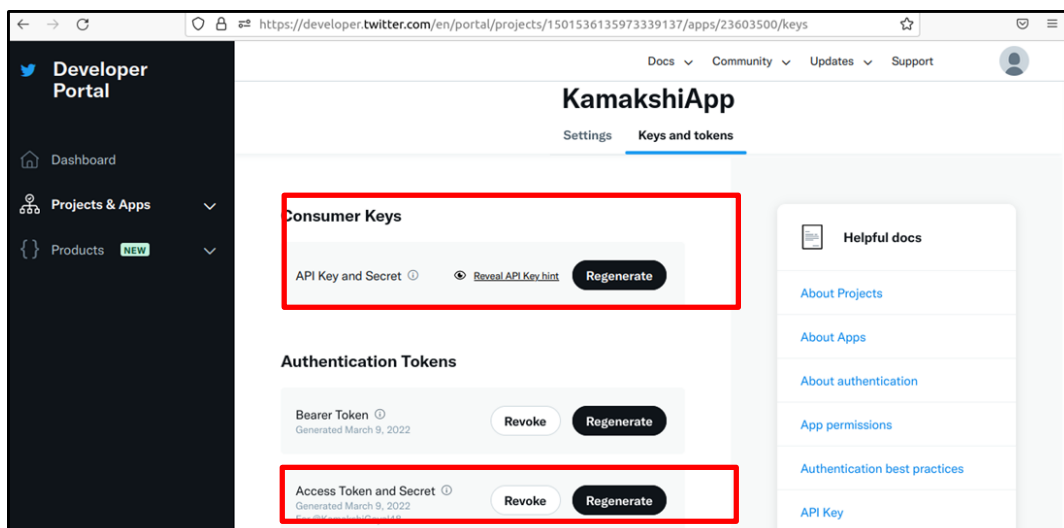 https://developer.twitter.com/en/portal/projects/1501536135973339137/apps/23603500/keys
Developer
Portal
Docs
Community
Updates
Support
KamakshiApp
Settings
Keys and tokens
Dashboard
Projects & Apps
Products NEW
Consumer Keys
API Key and Secret
Reveal API Key hint
Regenerate
Authentication Tokens
Bearer Token
Generated March 9, 2022
Revoke
Regenerate
Access Token and Secret
Generated March 9, 2022
Revoke
Regenerate
Helpful docs
About Projects
About Apps
About authentication
App permissions
Authentication best practices
API Key